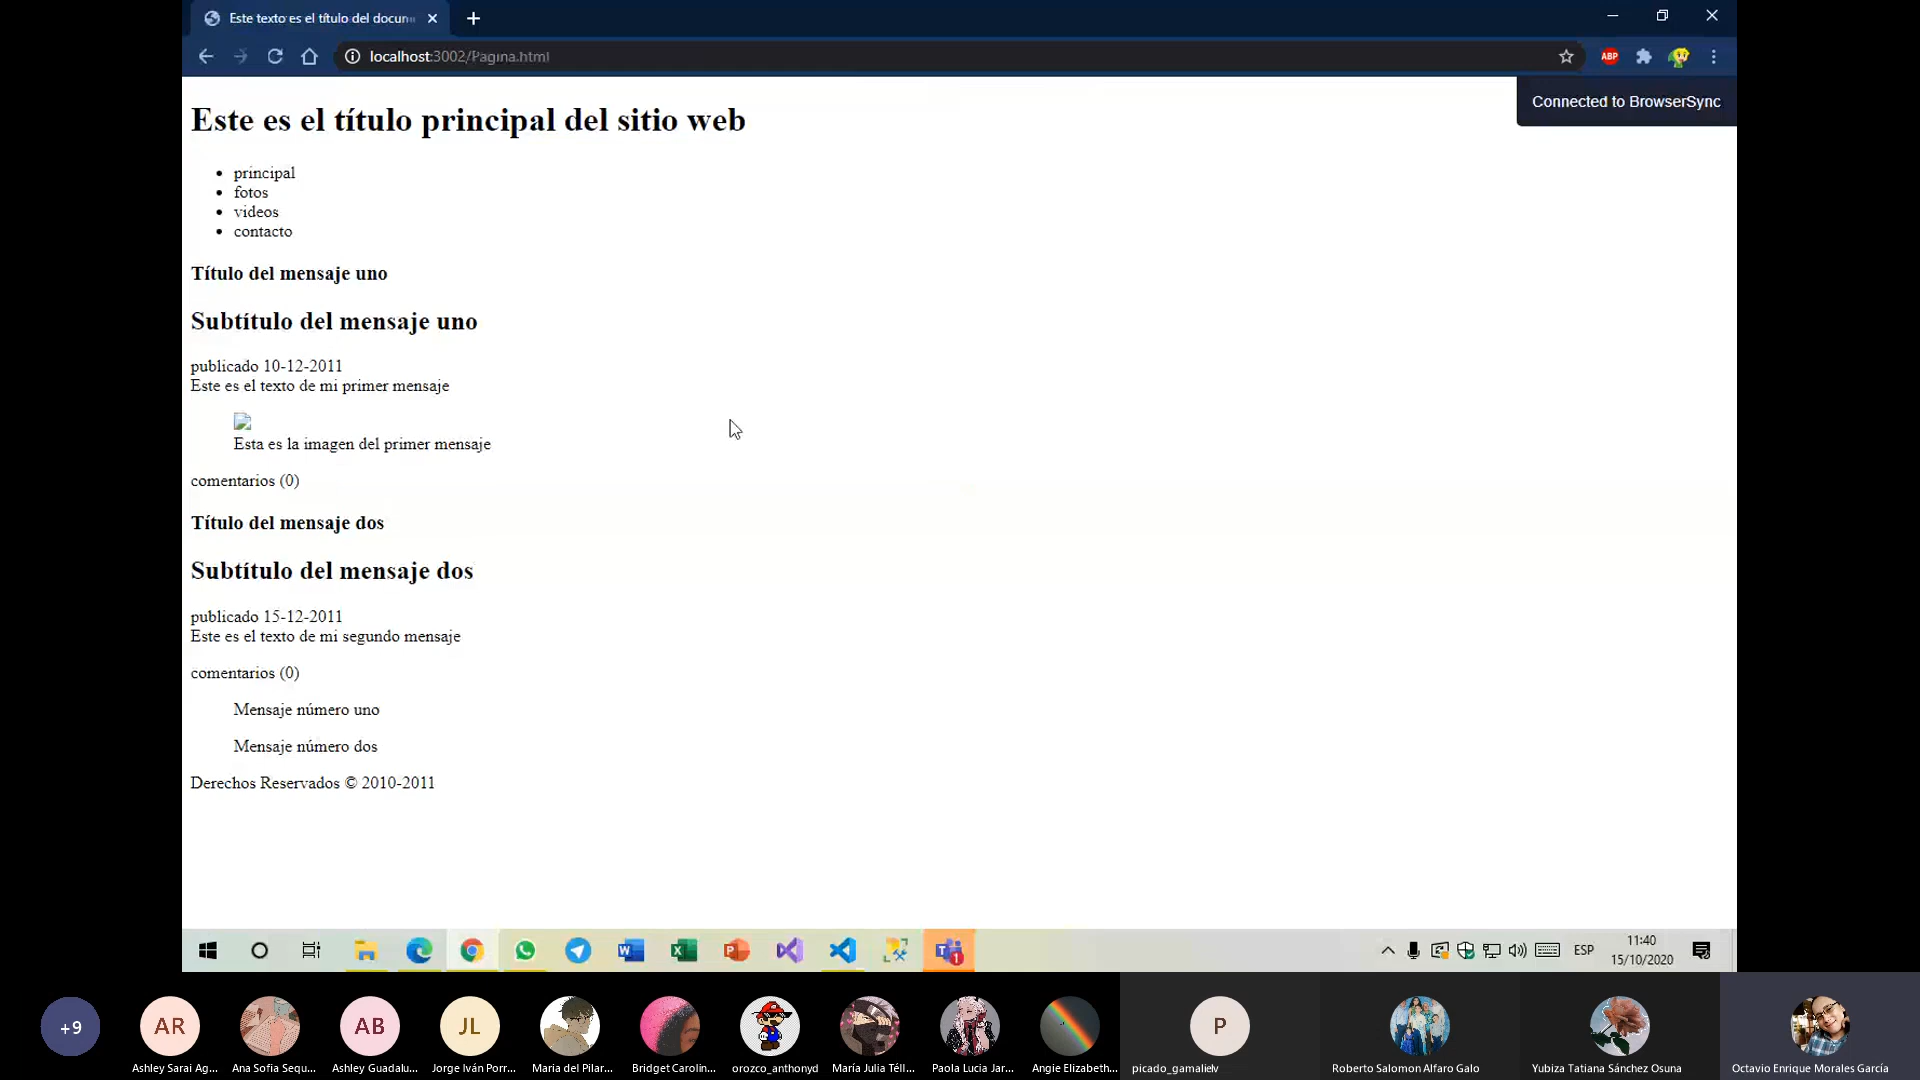 Este texto es el título del docum
localhost:3002/Pagina.html
ABP
Connected to BrowserSync
Este es el título principal del sitio web
principal
fotos
videos
contacto
Título del mensaje uno
Subtítulo del mensaje uno
publicado 10-12-2011
Este es el texto de mi primer mensaje
Esta es la imagen del primer mensaje
comentarios (0)
Título del mensaje dos
Subtítulo del mensaje dos
publicado 15-12-2011
Este es el texto de mi segundo mensaje
comentarios (0)
Mensaje número uno
Mensaje número dos
Derechos Reservados © 2010-2011
ESP
11:40
15/10/2020
+9
AR
AB
JL
P
Ashley Sarai Ag...
Ana Sofia Sequ...
Ashley Guadalu...
Jorge Iván Porr...
Maria del Pilar...
Bridget Carolin...
orozco_anthonyd
María Julia Téll...
Paola Lucia Jar...
Angie Elizabeth...
picado_gamalielv
Roberto Salomon Alfaro Galo
Yubiza Tatiana Sánchez Osuna
Octavio Enrique Morales García